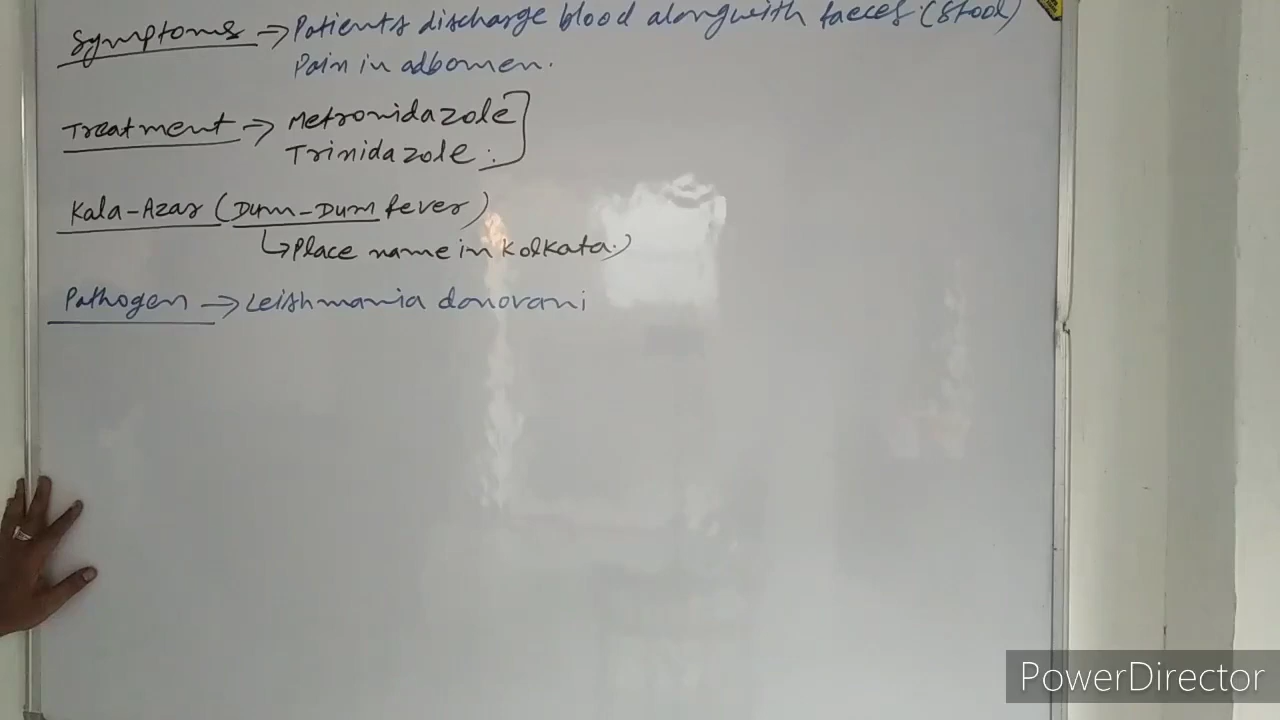 Symptoms → Patients discharge blood alongwith faeces. (stool)
Pain in adbomen.
Treatment → Metronidazole
Trinidazole.
Kala-Azar (Dum-Dum fever)
↳ Place name in Kolkata.)
Pathogen → Leishmania donovani
PowerDirector